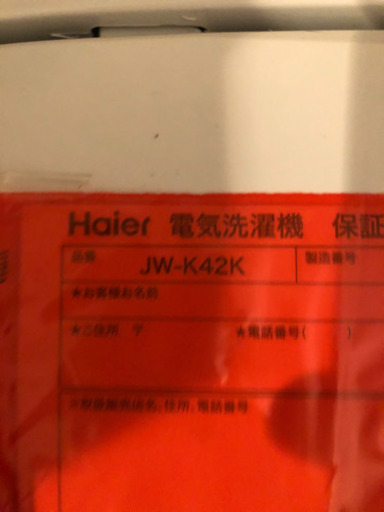 Haier 電気洗濯機 保証
品番 JW-K42K 製造番号
★お客様お名前
★ご住所 〒 ★電話番号( )
※取扱販売店名、住所、電話番号